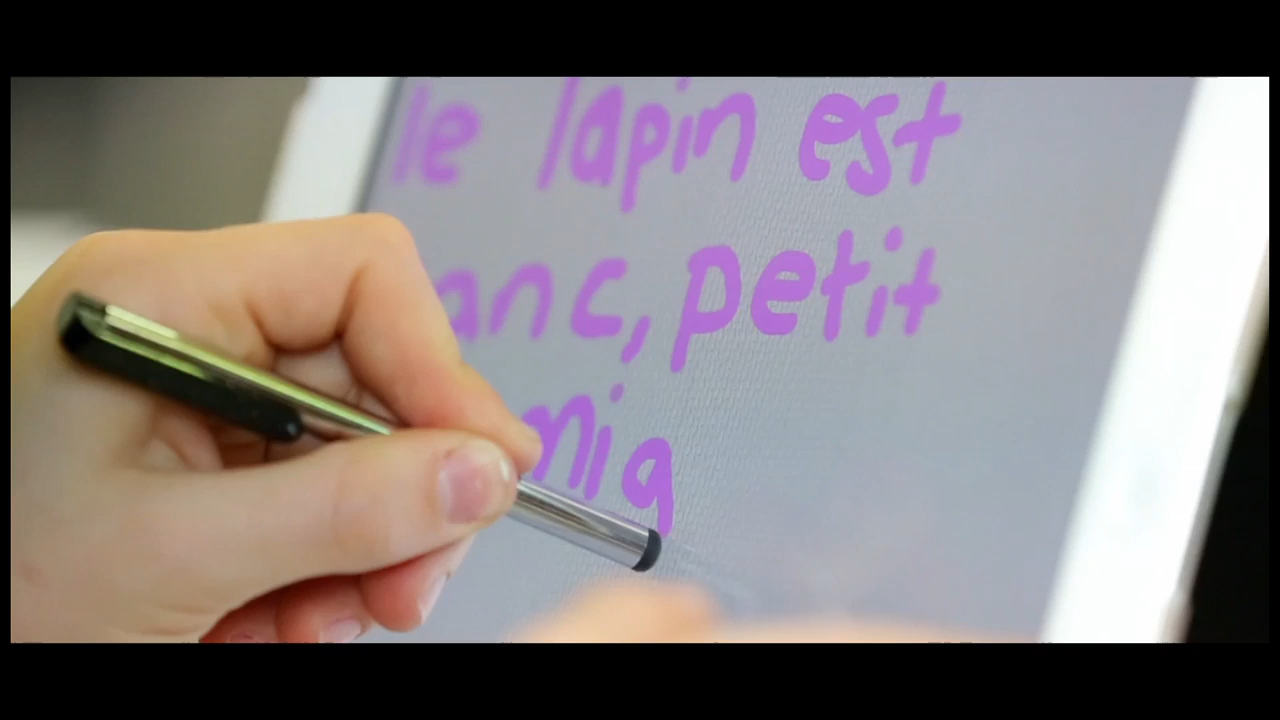 le lapin est
anc, petit
mig